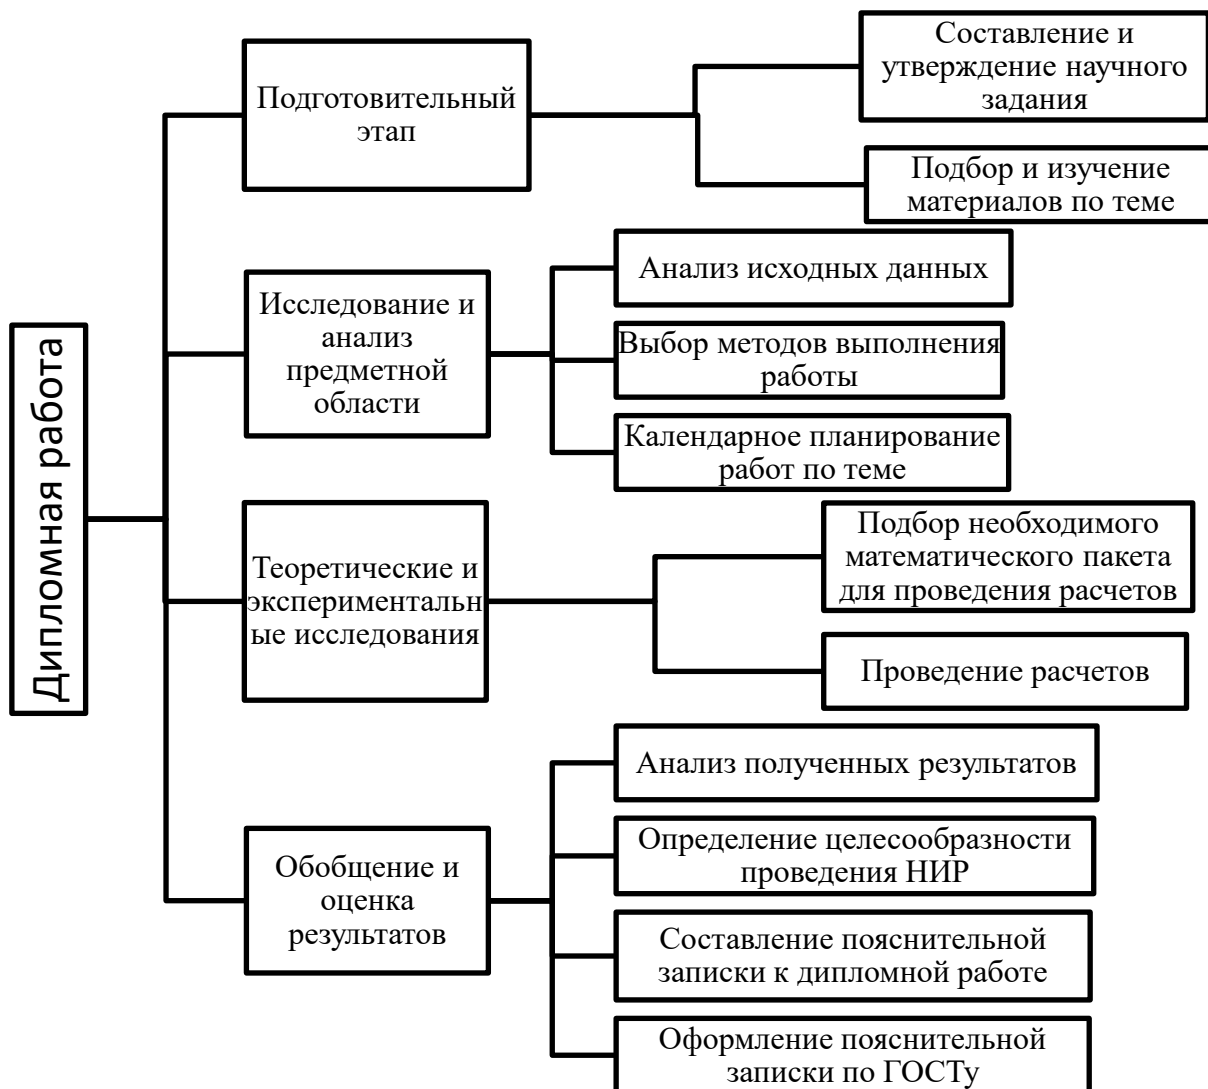 Дипломная работа
Подготовительный
этап
Составление и
утверждение научного
задания
Подбор и изучение
материалов по теме
Исследование и
анализ
предметной
области
Анализ исходных данных
Выбор методов выполнения
работы
Календарное планирование
работ по теме
Теоретические и
экспериментальн
ые исследования
Подбор необходимого
математического пакета
для проведения расчетов
Проведение расчетов
Обобщение и
оценка
результатов
Анализ полученных результатов
Определение целесообразности
проведения НИР
Составление пояснительной
записки к дипломной работе
Оформление пояснительной
записки по ГОСТу